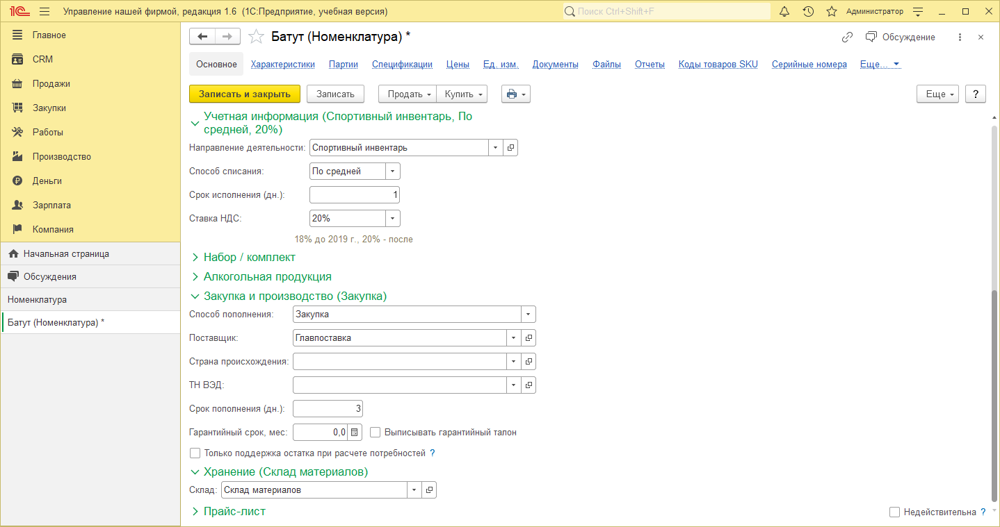 1С Управление нашей фирмой, редакция 1.6 (1С:Предприятие, учебная версия) Поиск Ctrl+Shift+F Администратор
Главное
CRM
Продажи
Закупки
Работы
Производство
Деньги
Зарплата
Компания
Начальная страница
Обсуждения
Номенклатура
Батут (Номенклатура) *
Батут (Номенклатура) * Обсуждение
Основное Характеристики Партии Спецификации Цены Ед. изм. Документы Файлы Отчеты Коды товаров SKU Серийные номера Еще...
Записать и закрыть Записать Продать Купить Еще ?
Учетная информация (Спортивный инвентарь, По
средней, 20%)
Направление деятельности: Спортивный инвентарь
Способ списания: По средней
Срок исполнения (дн.): 1
Ставка НДС: 20%
18% до 2019 г., 20% - после
Набор / комплект
Алкогольная продукция
Закупка и производство (Закупка)
Способ пополнения: Закупка
Поставщик: Главпоставка
Страна происхождения:
ТН ВЭД:
Срок пополнения (дн.): 3
Гарантийный срок, мес: 0,0 Выписывать гарантийный талон
Только поддержка остатка при расчете потребностей ?
Хранение (Склад материалов)
Склад: Склад материалов
Прайс-лист
Недействительна ?